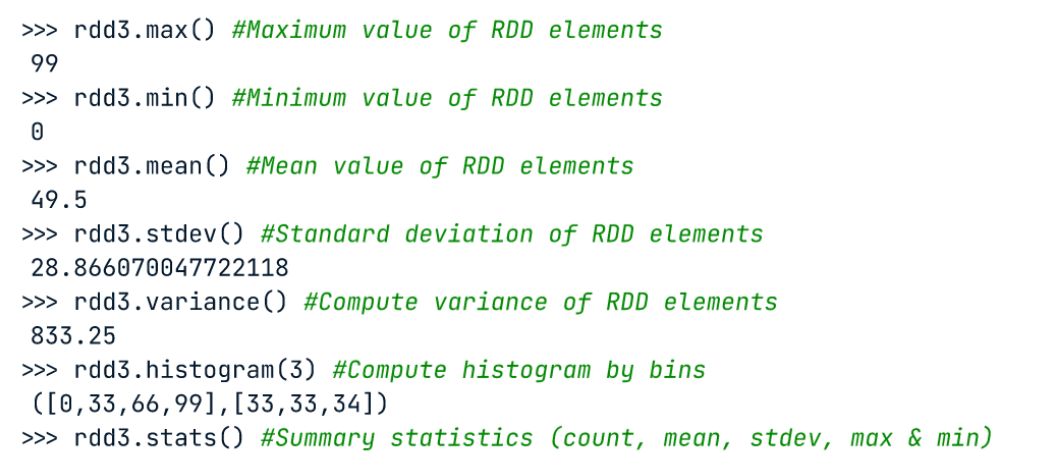 >>> rdd3.max() #Maximum value of RDD elements
99
>>> rdd3.min() #Minimum value of RDD elements
0
>>> rdd3.mean() #Mean value of RDD elements
49.5
>>> rdd3.stdev() #Standard deviation of RDD elements
28.866070047722118
>>> rdd3.variance() #Compute variance of RDD elements
833.25
>>> rdd3.histogram(3) #Compute histogram by bins
([0,33,66,99],[33,33,34])
>>> rdd3.stats() #Summary statistics (count, mean, stdev, max & min)